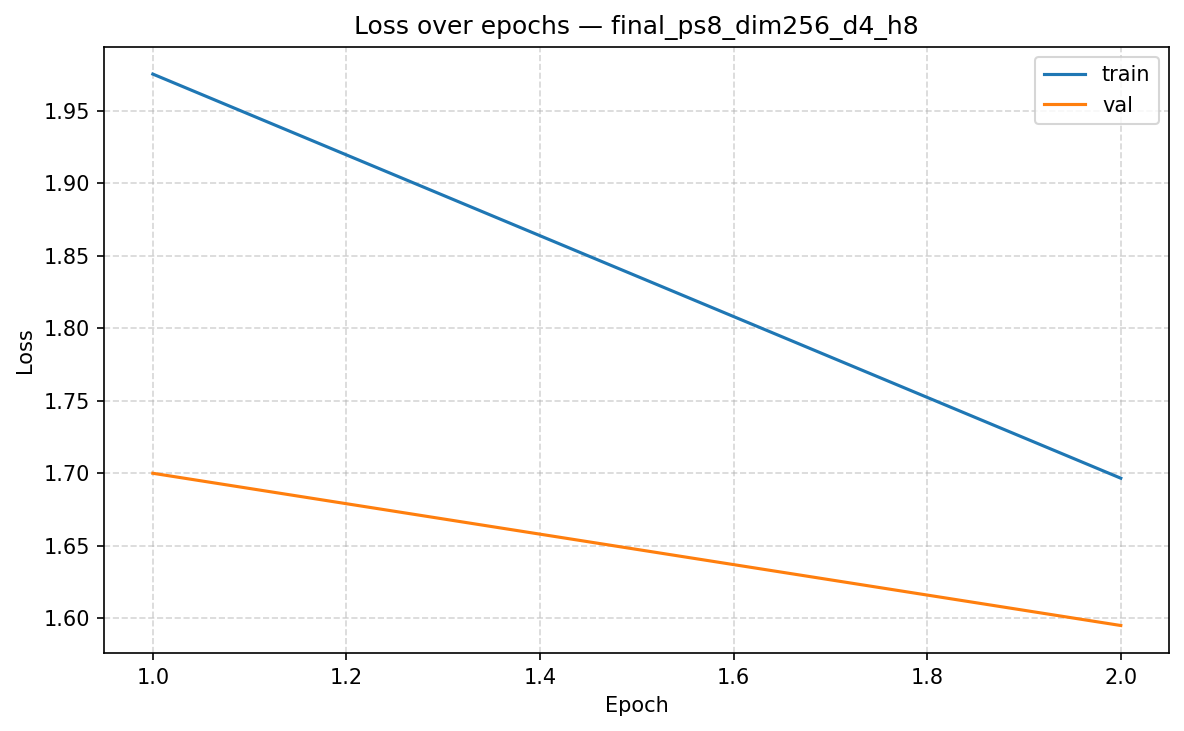 Loss over epochs — final_ps8_dim256_d4_h8
train
val
1.95
1.90
1.85
1.80
1.75
1.70
1.65
1.60
Loss
1.0 1.2 1.4 1.6 1.8 2.0
Epoch